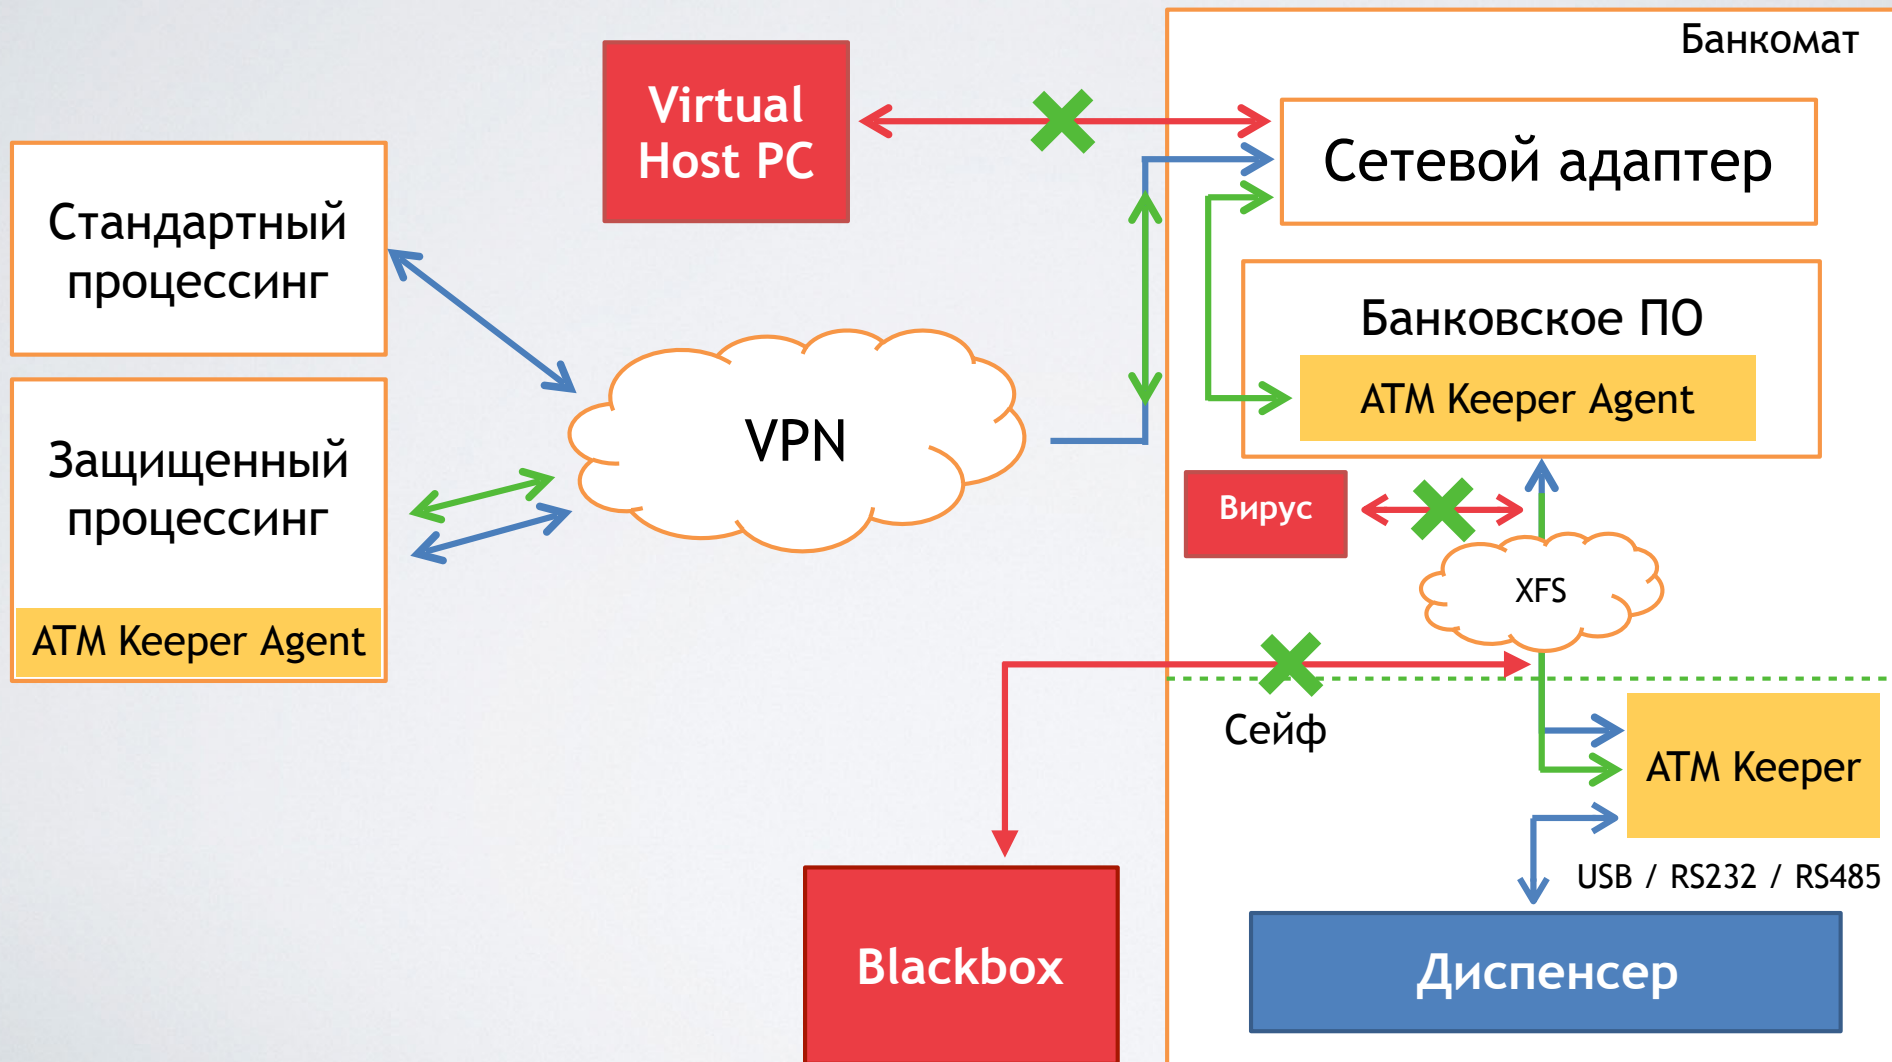 Банкомат
Virtual
Host PC
Сетевой адаптер
Стандартный
процессинг
Банковское ПО
ATM Keeper Agent
VPN
Защищенный
процессинг
ATM Keeper Agent
Вирус
XFS
Сейф
ATM Keeper
USB / RS232 / RS485
Blackbox
Диспенсер